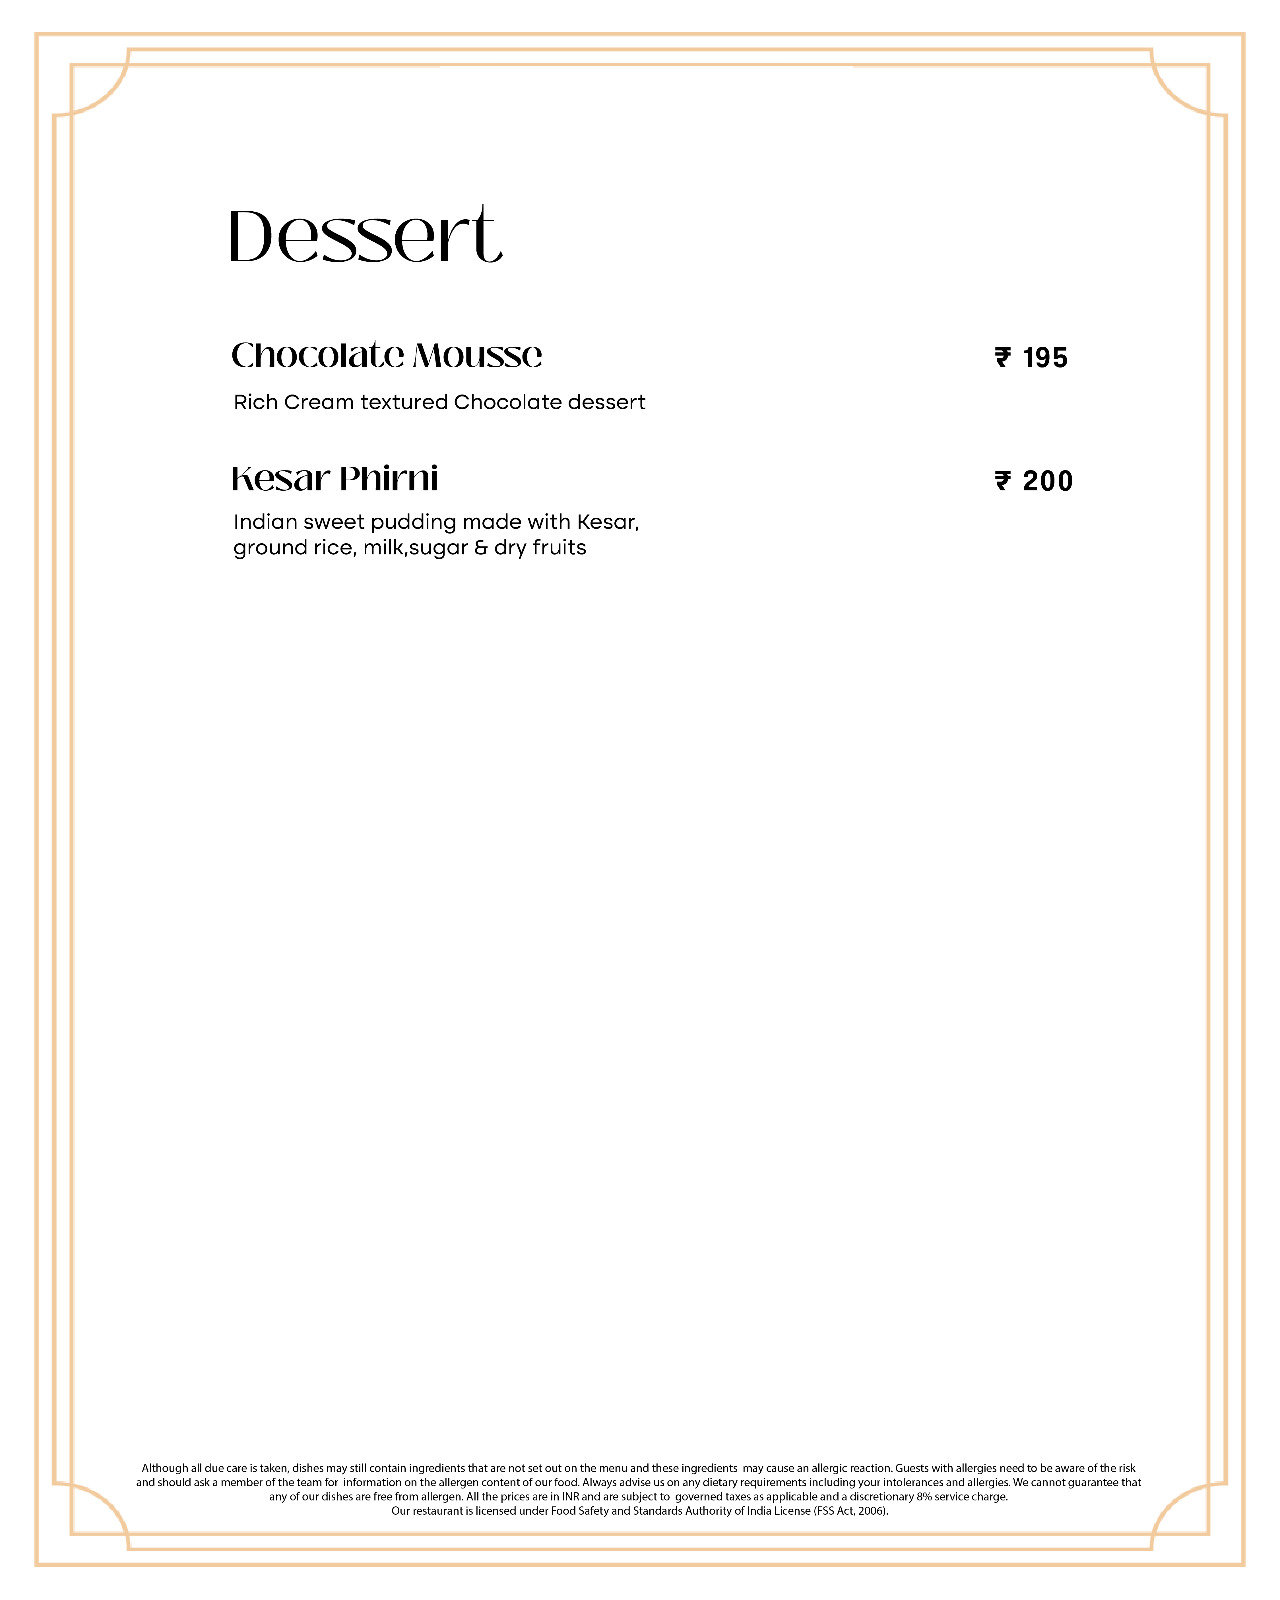 Dessert
Chocolate Mousse ₹ 195
Rich Cream textured Chocolate dessert
Kesar Phirni ₹ 200
Indian sweet pudding made with Kesar,
ground rice, milk,sugar & dry fruits
Although all due care is taken, dishes may still contain ingredients that are not set out on the menu and these ingredients  may cause an allergic reaction. Guests with allergies need to be aware of the risk
and should ask a member of the team for  information on the allergen content of our food. Always advise us on any dietary requirements including your intolerances and allergies. We cannot guarantee that
any of our dishes are free from allergen. All the prices are in INR and are subject to  governed taxes as applicable and a discretionary 8% service charge.
Our restaurant is licensed under Food Safety and Standards Authority of India License (FSS Act, 2006).